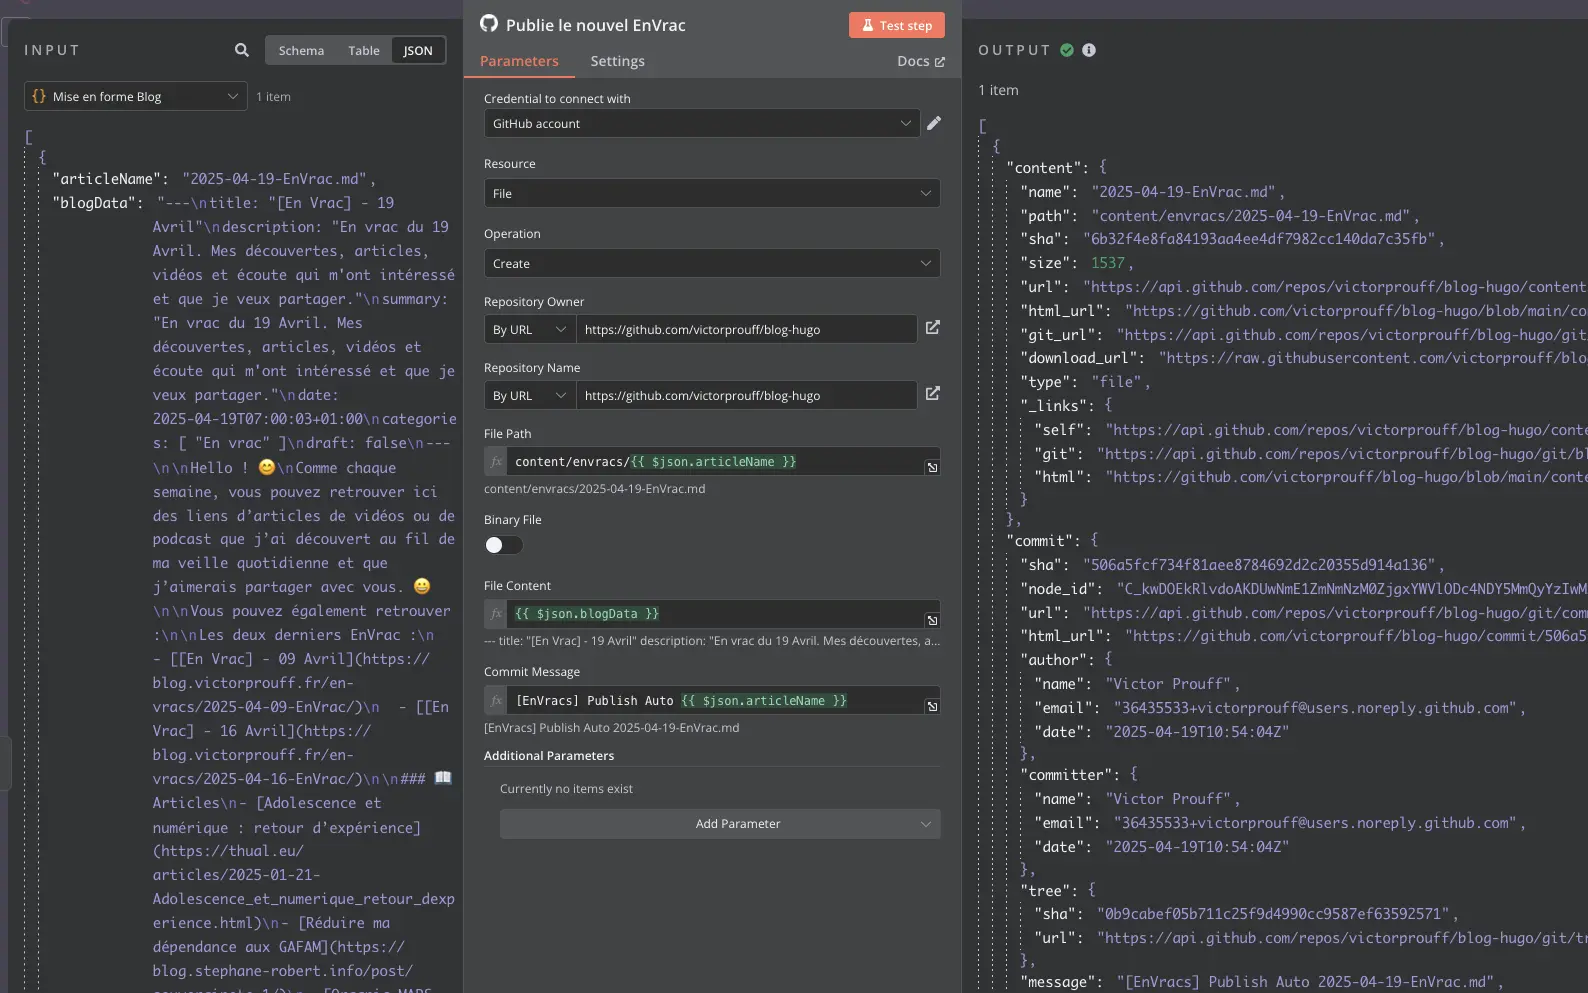 INPUT
Schema Table JSON
{} Mise en forme Blog
1 item
[
{
"articleName": "2025-04-19-EnVrac.md",
"blogData": "---\ntitle: "[En Vrac] - 19
Avril"\ndescription: "En vrac du 19
Avril. Mes découvertes, articles,
vidéos et écoute qui m'ont intéressé
et que je veux partager."\nsummary:
"En vrac du 19 Avril. Mes
découvertes, articles, vidéos et
écoute qui m'ont intéressé et que je
veux partager."\ndate:
2025-04-19T07:00:03+01:00\ncategorie
s: [ "En vrac" ]\ndraft: false\n---
\n\nHello ! 😊\nComme chaque
semaine, vous pouvez retrouver ici
des liens d’articles de vidéos ou de
podcast que j’ai découvert au fil de
ma veille quotidienne et que
j’aimerais partager avec vous. 😀
\n\nVous pouvez également retrouver
:\n\nLes deux derniers EnVrac :\n
- [[En Vrac] - 09 Avril](https://
blog.victorprouff.fr/en-
vracs/2025-04-09-EnVrac/)\n  - [[En
Vrac] - 16 Avril](https://
blog.victorprouff.fr/en-
vracs/2025-04-16-EnVrac/)\n\n### 📖
Articles\n- [Adolescence et
numérique : retour d’expérience]
(https://thual.eu/
articles/2025-01-21-
Adolescence_et_numerique_retour_dexp
erience.html)\n- [Réduire ma
dépendance aux GAFAM](https://
blog.stephane-robert.info/post/
Publie le nouvel EnVrac
Test step
Parameters Settings Docs
Credential to connect with
GitHub account
Resource
File
Operation
Create
Repository Owner
By URL https://github.com/victorprouff/blog-hugo
Repository Name
By URL https://github.com/victorprouff/blog-hugo
File Path
fx content/envracs/{{ $json.articleName }}
content/envracs/2025-04-19-EnVrac.md
Binary File
File Content
fx {{ $json.blogData }}
--- title: "[En Vrac] - 19 Avril" description: "En vrac du 19 Avril. Mes découvertes, a...
Commit Message
fx [EnVracs] Publish Auto {{ $json.articleName }}
[EnVracs] Publish Auto 2025-04-19-EnVrac.md
Additional Parameters
Currently no items exist
Add Parameter
OUTPUT
1 item
[
{
"content": {
"name": "2025-04-19-EnVrac.md",
"path": "content/envracs/2025-04-19-EnVrac.md",
"sha": "6b32f4e8fa84193aa4ee4df7982cc140da7c35fb",
"size": 1537,
"url": "https://api.github.com/repos/victorprouff/blog-hugo/content
"html_url": "https://github.com/victorprouff/blog-hugo/blob/main/co
"git_url": "https://api.github.com/repos/victorprouff/blog-hugo/git
"download_url": "https://raw.githubusercontent.com/victorprouff/blo
"type": "file",
"_links": {
"self": "https://api.github.com/repos/victorprouff/blog-hugo/conte
"git": "https://api.github.com/repos/victorprouff/blog-hugo/git/bl
"html": "https://github.com/victorprouff/blog-hugo/blob/main/conte
}
},
"commit": {
"sha": "506a5fcf734f81aee8784692d2c20355d914a136",
"node_id": "C_kwDOEkRlvdoAKDUwNmE1ZmNmNzM0ZjgxYWVlODc4NDY5MmQyYzIwM
"url": "https://api.github.com/repos/victorprouff/blog-hugo/git/com
"html_url": "https://github.com/victorprouff/blog-hugo/commit/506a5
"author": {
"name": "Victor Prouff",
"email": "36435533+victorprouff@users.noreply.github.com",
"date": "2025-04-19T10:54:04Z"
},
"committer": {
"name": "Victor Prouff",
"email": "36435533+victorprouff@users.noreply.github.com",
"date": "2025-04-19T10:54:04Z"
},
"tree": {
"sha": "0b9cabef05b711c25f9d4990cc9587ef63592571",
"url": "https://api.github.com/repos/victorprouff/blog-hugo/git/tr
},
"message": "[EnVracs] Publish Auto 2025-04-19-EnVrac.md",